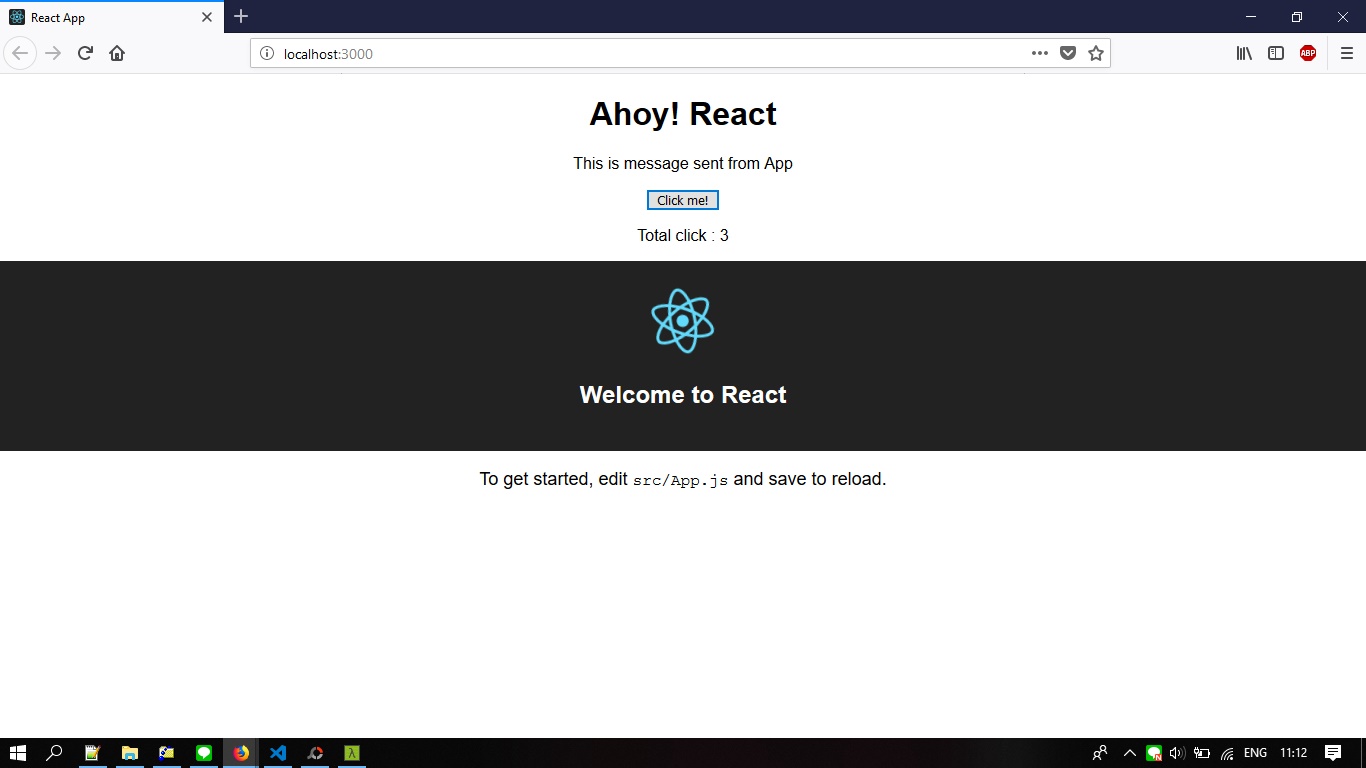 React App
localhost:3000
ABP
Ahoy! React
This is message sent from App
Click me!
Total click : 3
Welcome to React
To get started, edit src/App.js and save to reload.
ENG 11:12